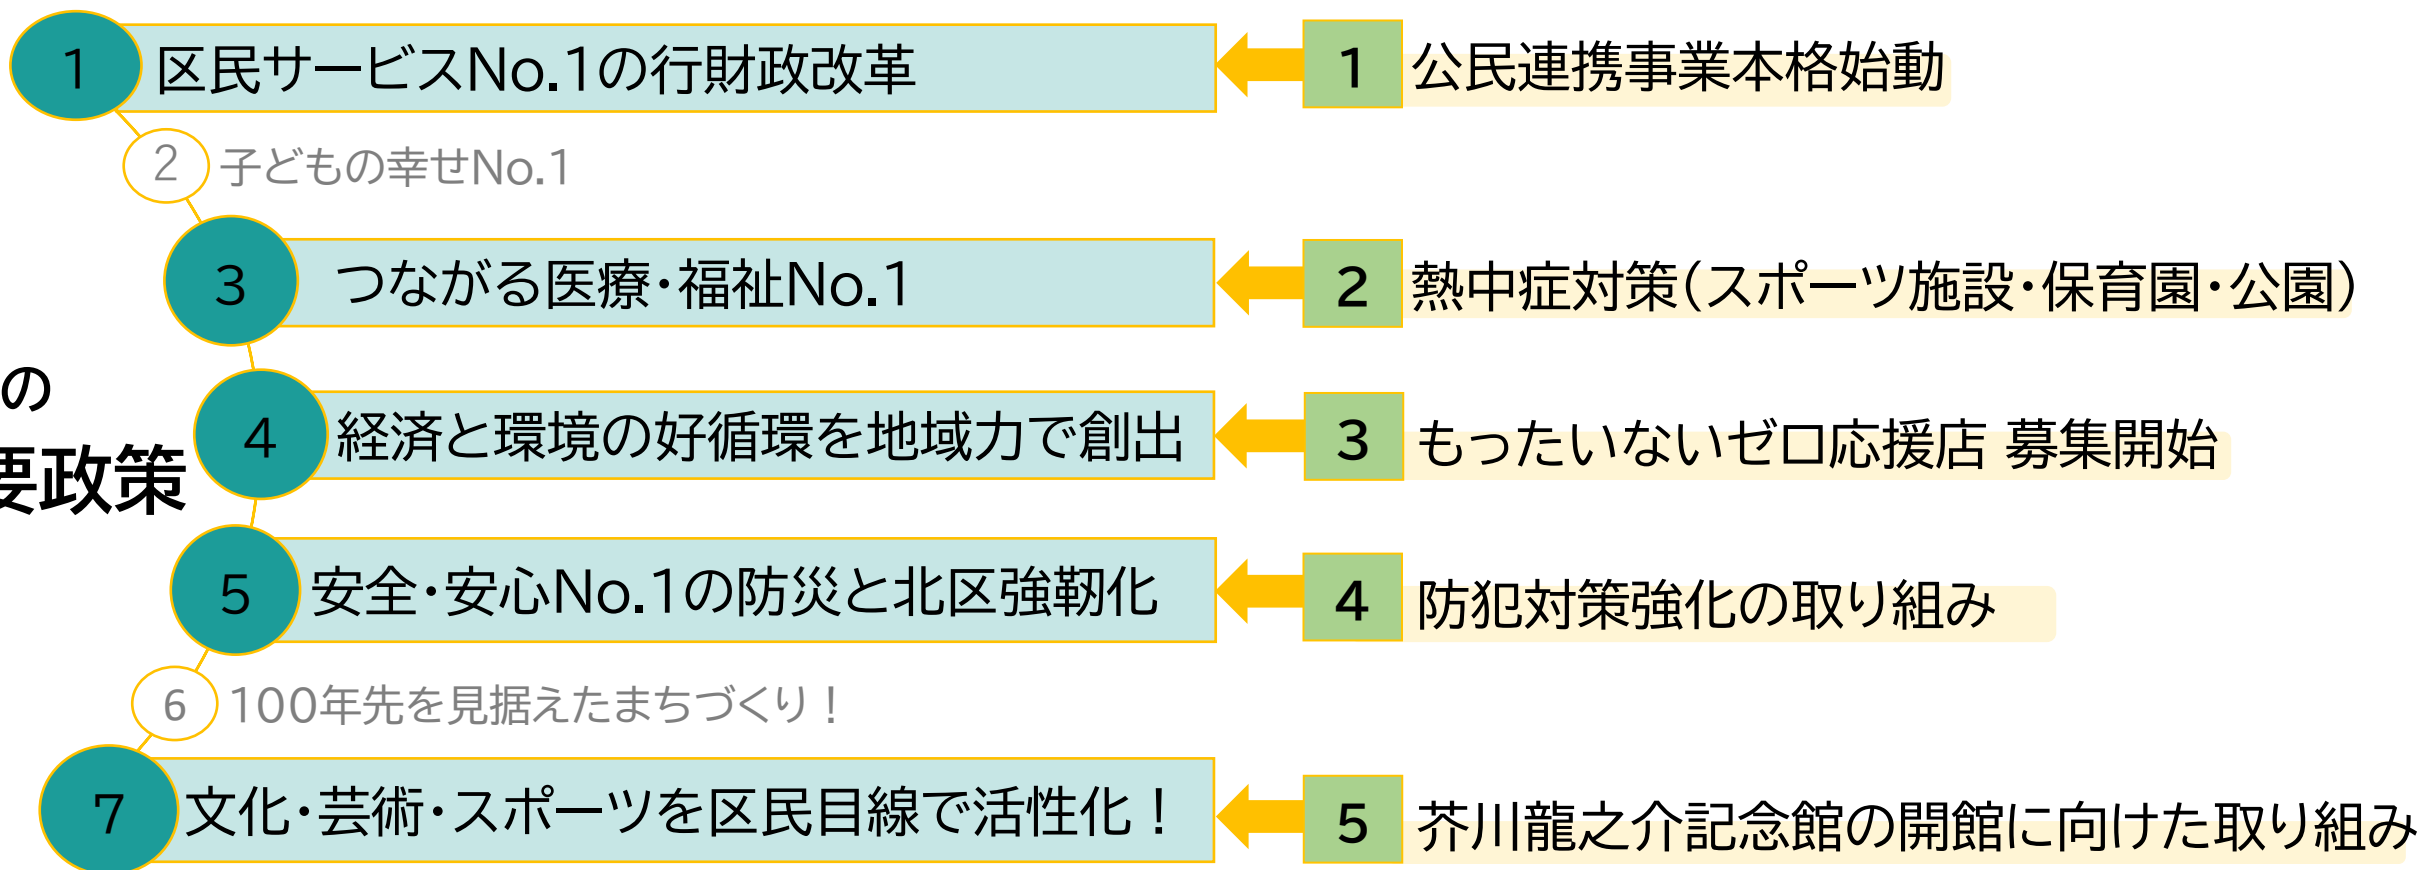 1 区民サービスNo.1の行財政改革 1 公民連携事業本格始動
2 子どもの幸せNo.1
3 つながる医療・福祉No.1 2 熱中症対策(スポーツ施設・保育園・公園)
の
要政策
4 経済と環境の好循環を地域力で創出 3 もったいないゼロ応援店 募集開始
5 安全・安心No.1の防災と北区強靭化 4 防犯対策強化の取り組み
6 100年先を見据えたまちづくり!
7 文化・芸術・スポーツを区民目線で活性化! 5 芥川龍之介記念館の開館に向けた取り組み